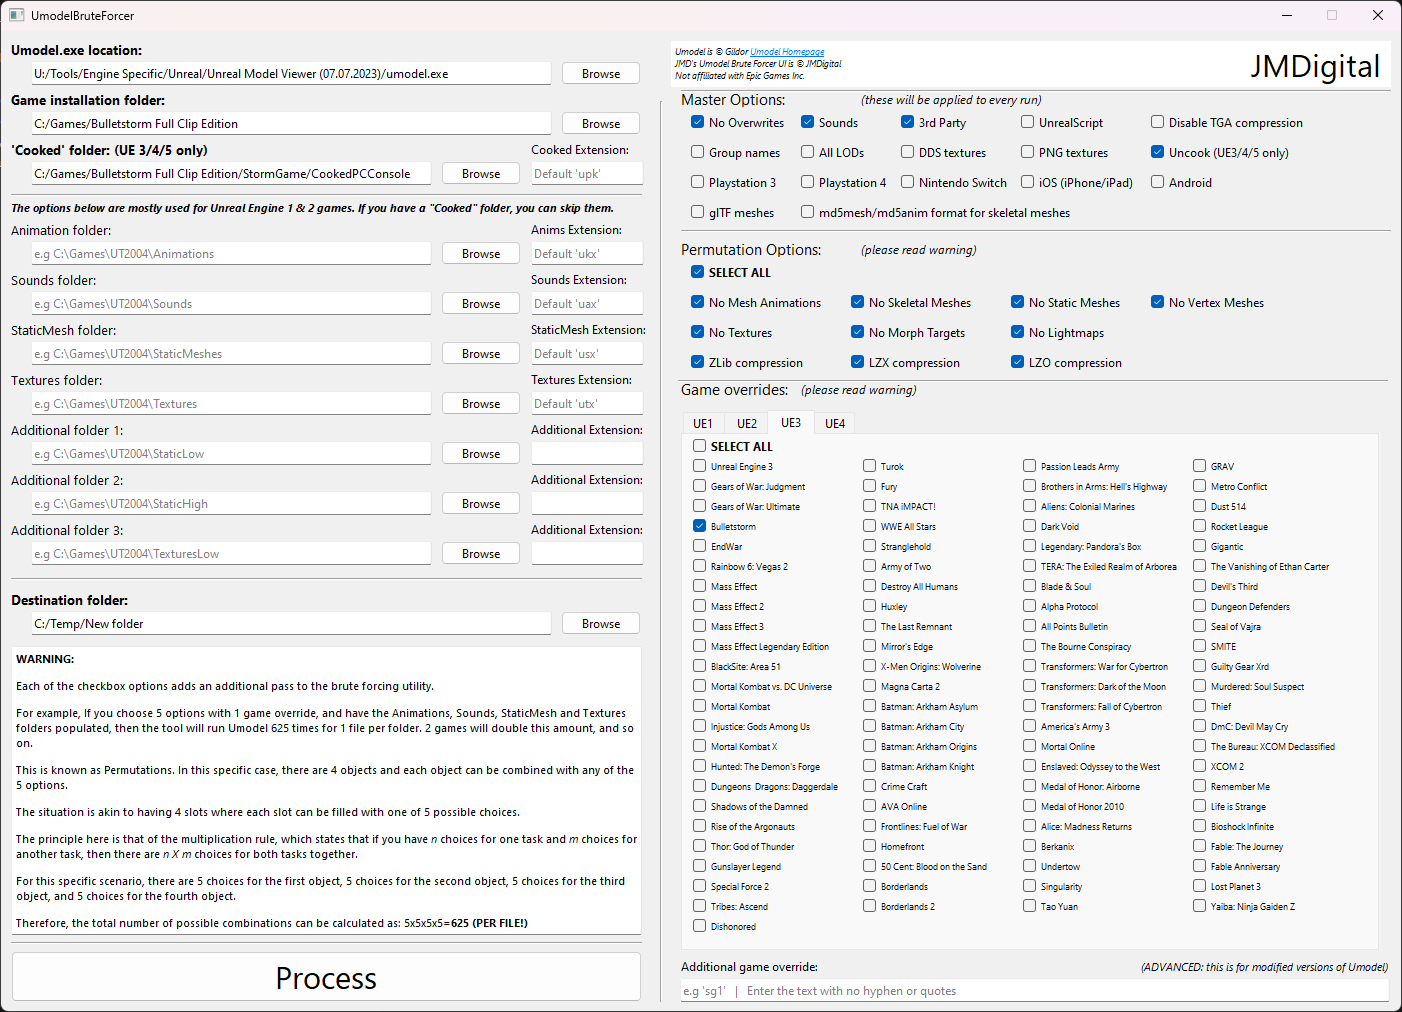 UmodelBruteForcer
Umodel.exe location:
U:/Tools/Engine Specific/Unreal/Unreal Model Viewer (07.07.2023)/umodel.exe
Browse
Game installation folder:
C:/Games/Bulletstorm Full Clip Edition
Browse
'Cooked' folder: (UE 3/4/5 only)
Cooked Extension:
C:/Games/Bulletstorm Full Clip Edition/StormGame/CookedPCConsole
Browse
Default 'upk'
The options below are mostly used for Unreal Engine 1 & 2 games. If you have a "Cooked" folder, you can skip them.
Animation folder:
Anims Extension:
e.g C:\Games\UT2004\Animations
Browse
Default 'ukx'
Sounds folder:
Sounds Extension:
e.g C:\Games\UT2004\Sounds
Browse
Default 'uax'
StaticMesh folder:
StaticMesh Extension:
e.g C:\Games\UT2004\StaticMeshes
Browse
Default 'usx'
Textures folder:
Textures Extension:
e.g C:\Games\UT2004\Textures
Browse
Default 'utx'
Additional folder 1:
Additional Extension:
e.g C:\Games\UT2004\StaticLow
Browse
Additional folder 2:
Additional Extension:
e.g C:\Games\UT2004\StaticHigh
Browse
Additional folder 3:
Additional Extension:
e.g C:\Games\UT2004\TexturesLow
Browse
Destination folder:
C:/Temp/New folder
Browse
WARNING:
Each of the checkbox options adds an additional pass to the brute forcing utility.
For example, If you choose 5 options with 1 game override, and have the Animations, Sounds, StaticMesh and Textures
folders populated, then the tool will run Umodel 625 times for 1 file per folder. 2 games will double this amount, and so
on.
This is known as Permutations. In this specific case, there are 4 objects and each object can be combined with any of the
5 options.
The situation is akin to having 4 slots where each slot can be filled with one of 5 possible choices.
The principle here is that of the multiplication rule, which states that if you have n choices for one task and m choices for
another task, then there are n X m choices for both tasks together.
For this specific scenario, there are 5 choices for the first object, 5 choices for the second object, 5 choices for the third
object, and 5 choices for the fourth object.
Therefore, the total number of possible combinations can be calculated as: 5x5x5x5=625 (PER FILE!)
Process
Umodel is © Gildor Umodel Homepage
JMD's Umodel Brute Forcer UI is © JMDigital
Not affiliated with Epic Games Inc.
JMDigital
Master Options: (these will be applied to every run)
No Overwrites Sounds 3rd Party UnrealScript Disable TGA compression
Group names All LODs DDS textures PNG textures Uncook (UE3/4/5 only)
Playstation 3 Playstation 4 Nintendo Switch iOS (iPhone/iPad) Android
glTF meshes md5mesh/md5anim format for skeletal meshes
Permutation Options: (please read warning)
SELECT ALL
No Mesh Animations No Skeletal Meshes No Static Meshes No Vertex Meshes
No Textures No Morph Targets No Lightmaps
ZLib compression LZX compression LZO compression
Game overrides: (please read warning)
UE1 UE2 UE3 UE4
SELECT ALL
Unreal Engine 3 Turok Passion Leads Army GRAV
Gears of War: Judgment Fury Brothers in Arms: Hell's Highway Metro Conflict
Gears of War: Ultimate TNA iMPACT! Aliens: Colonial Marines Dust 514
Bulletstorm WWE All Stars Dark Void Rocket League
EndWar Stranglehold Legendary: Pandora's Box Gigantic
Rainbow 6: Vegas 2 Army of Two TERA: The Exiled Realm of Arborea The Vanishing of Ethan Carter
Mass Effect Destroy All Humans Blade & Soul Devil's Third
Mass Effect 2 Huxley Alpha Protocol Dungeon Defenders
Mass Effect 3 The Last Remnant All Points Bulletin Seal of Vajra
Mass Effect Legendary Edition Mirror's Edge The Bourne Conspiracy SMITE
BlackSite: Area 51 X-Men Origins: Wolverine Transformers: War for Cybertron Guilty Gear Xrd
Mortal Kombat vs. DC Universe Magna Carta 2 Transformers: Dark of the Moon Murdered: Soul Suspect
Mortal Kombat Batman: Arkham Asylum Transformers: Fall of Cybertron Thief
Injustice: Gods Among Us Batman: Arkham City America's Army 3 DmC: Devil May Cry
Mortal Kombat X Batman: Arkham Origins Mortal Online The Bureau: XCOM Declassified
Hunted: The Demon's Forge Batman: Arkham Knight Enslaved: Odyssey to the West XCOM 2
Dungeons Dragons: Daggerdale Crime Craft Medal of Honor: Airborne Remember Me
Shadows of the Damned AVA Online Medal of Honor 2010 Life is Strange
Rise of the Argonauts Frontlines: Fuel of War Alice: Madness Returns Bioshock Infinite
Thor: God of Thunder Homefront Berkanix Fable: The Journey
Gunslayer Legend 50 Cent: Blood on the Sand Undertow Fable Anniversary
Special Force 2 Borderlands Singularity Lost Planet 3
Tribes: Ascend Borderlands 2 Tao Yuan Yaiba: Ninja Gaiden Z
Dishonored
Additional game override: (ADVANCED: this is for modified versions of Umodel)
e.g 'sg1' | Enter the text with no hyphen or quotes